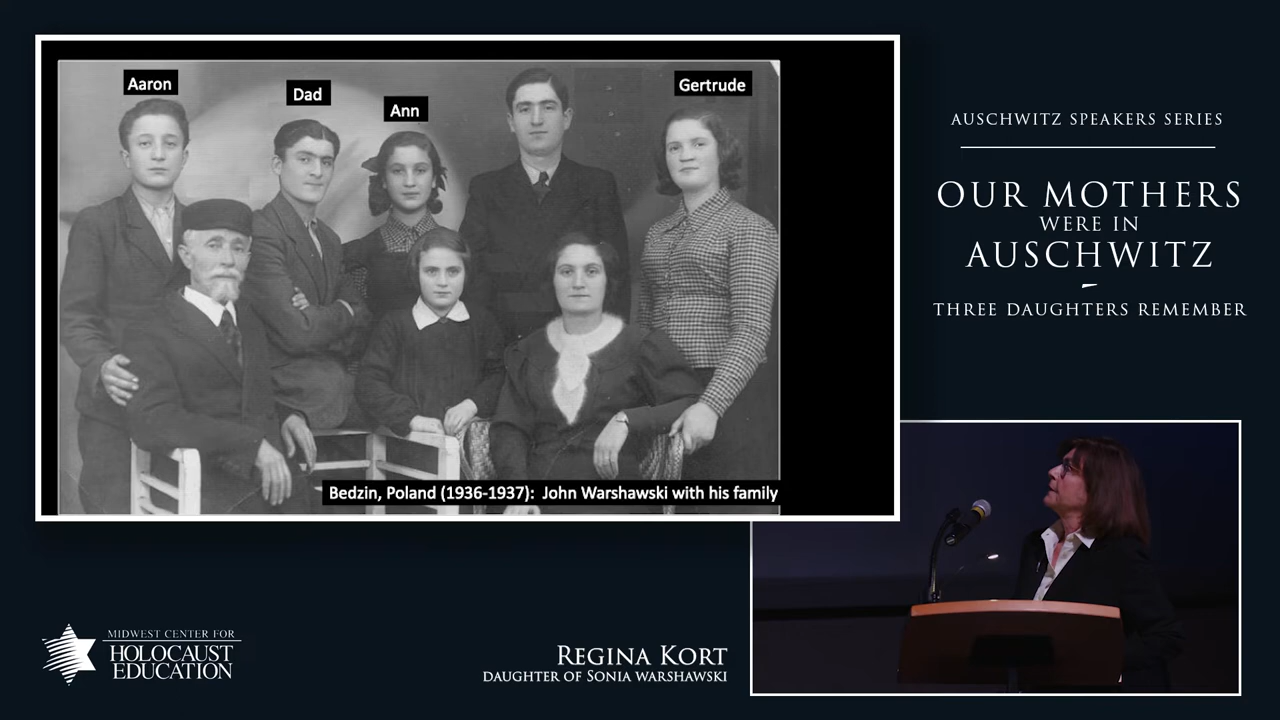 Aaron
Dad
Ann
Gertrude
Bedzin, Poland (1936-1937): John Warshawski with his family
AUSCHWITZ SPEAKERS SERIES
OUR MOTHERS
WERE IN
AUSCHWITZ
THREE DAUGHTERS REMEMBER
MIDWEST CENTER FOR
HOLOCAUST
EDUCATION
REGINA KORT
DAUGHTER OF SONIA WARSHAWSKI